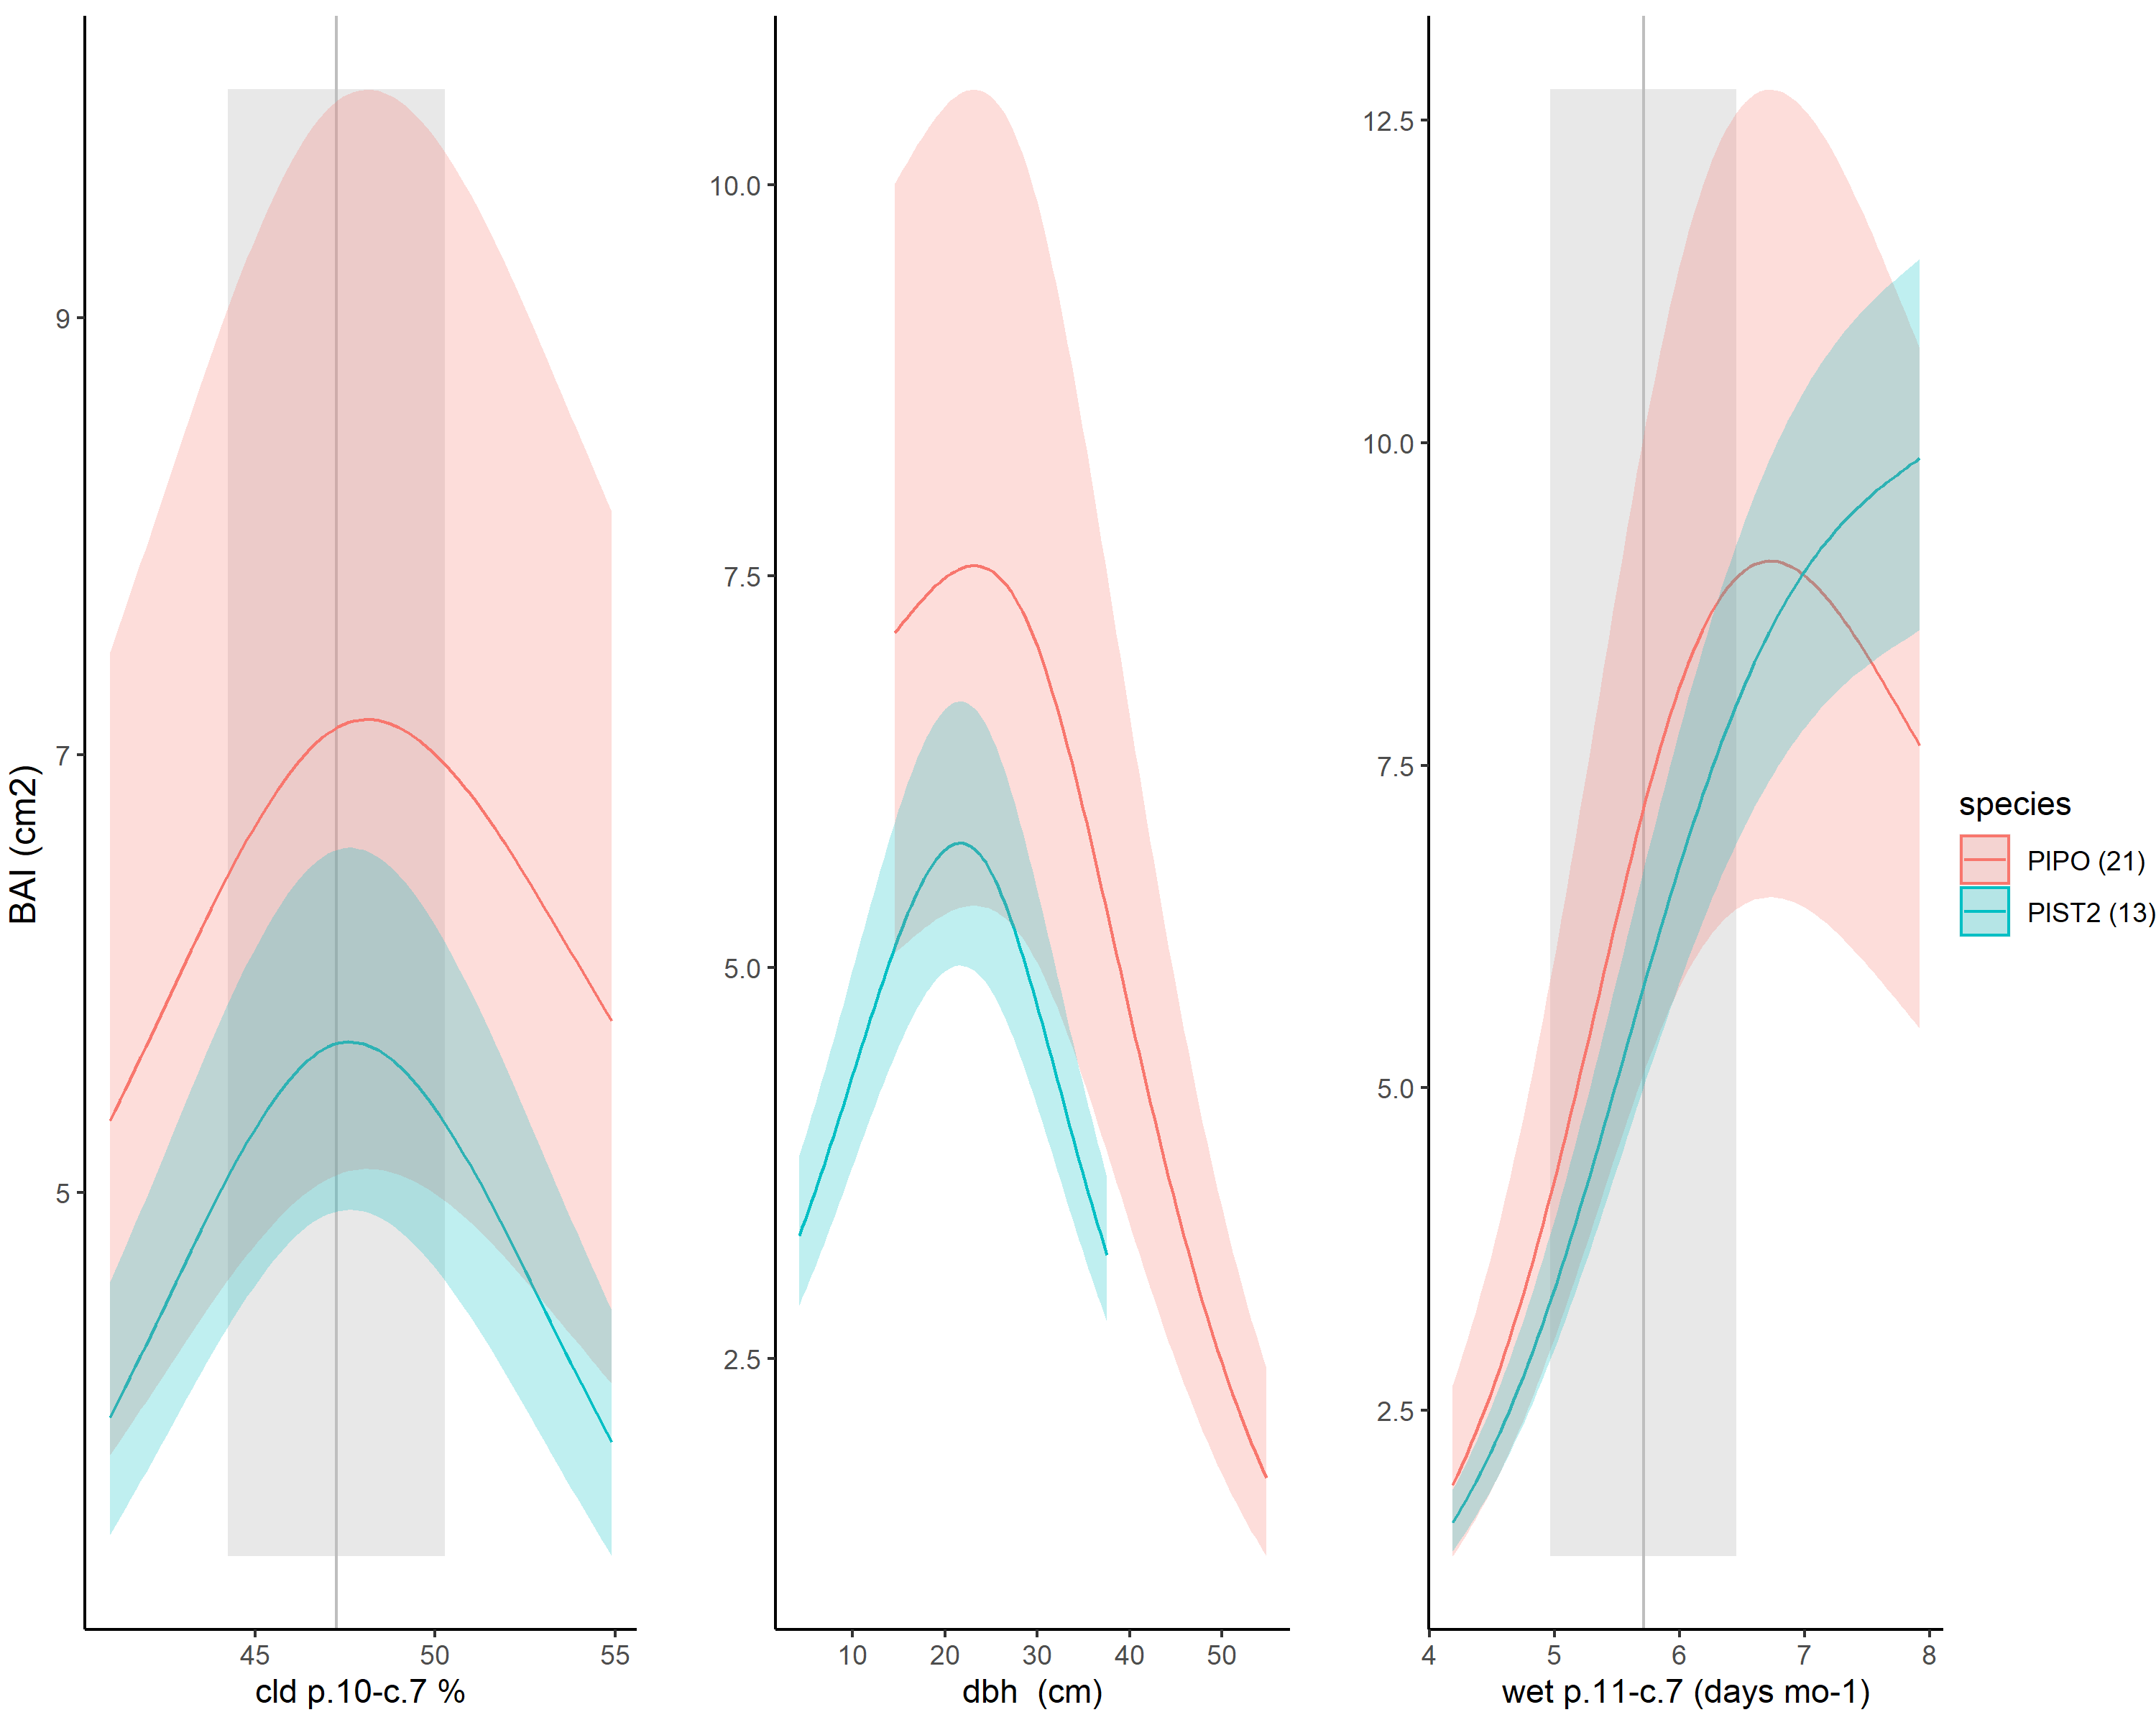 BAI (cm2)
9
7
5
45 50 55
cld p.10-c.7 %
10.0
7.5
5.0
2.5
10 20 30 40 50
dbh (cm)
12.5
10.0
7.5
5.0
2.5
4 5 6 7 8
wet p.11-c.7 (days mo-1)
species
PIPO (21)
PIST2 (13)